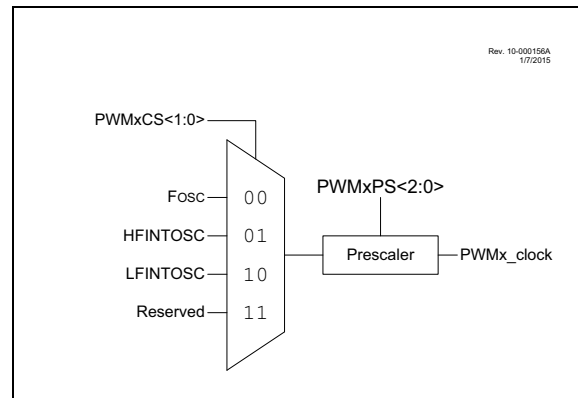 Rev. 10-000156A
1/7/2015
PWMxCS<1:0>
PWMxPS<2:0>
Fosc 00
HFINTOSC 01
LFINTOSC 10
Reserved 11
Prescaler
PWMx_clock